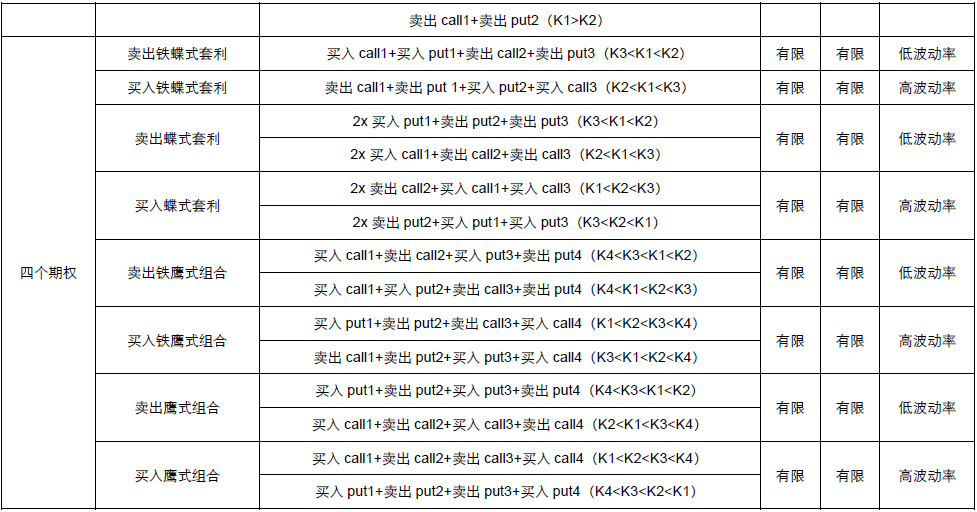 卖出 call1+卖出 put2（K1>K2）
四个期权
卖出铁蝶式套利 买入 call1+买入 put1+卖出 call2+卖出 put3（K3<K1<K2） 有限 有限 低波动率
买入铁蝶式套利 卖出 call1+卖出 put 1+买入 put2+买入 call3（K2<K1<K3） 有限 有限 高波动率
卖出蝶式套利 2x 买入 put1+卖出 put2+卖出 put3（K3<K1<K2） 有限 有限 低波动率
2x 买入 call1+卖出 call2+卖出 call3（K2<K1<K3）
买入蝶式套利 2x 卖出 call2+买入 call1+买入 call3（K1<K2<K3） 有限 有限 高波动率
2x 卖出 put2+买入 put1+买入 put3（K3<K2<K1）
卖出铁鹰式组合 买入 call1+卖出 call2+买入 put3+卖出 put4（K4<K3<K1<K2） 有限 有限 低波动率
买入 call1+买入 put2+卖出 call3+卖出 put4（K4<K1<K2<K3）
买入铁鹰式组合 买入 put1+卖出 put2+卖出 call3+买入 call4（K1<K2<K3<K4） 有限 有限 高波动率
卖出 call1+卖出 put2+买入 put3+买入 call4（K3<K1<K2<K4）
卖出鹰式组合 买入 put1+卖出 put2+买入 put3+卖出 put4（K4<K3<K1<K2） 有限 有限 低波动率
买入 call1+卖出 call2+买入 call3+卖出 call4（K2<K1<K3<K4）
买入鹰式组合 买入 call1+卖出 call2+卖出 call3+买入 call4（K1<K2<K3<K4） 有限 有限 高波动率
买入 put1+卖出 put2+卖出 put3+买入 put4（K4<K3<K2<K1）